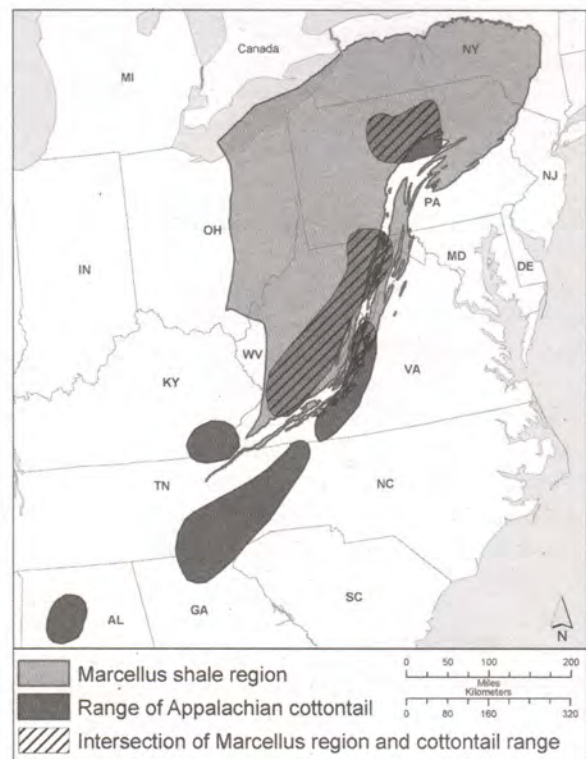 Canada
NY
MI
PA
NJ
OH
MD
DE
IN
WV
VA
KY
TN
NC
SC
AL
GA
N
Marcellus shale region
0 50 100 200
Miles
Kilometers
0 80 160 320
Range of Appalachian cottontail
Intersection of Marcellus region and cottontail range